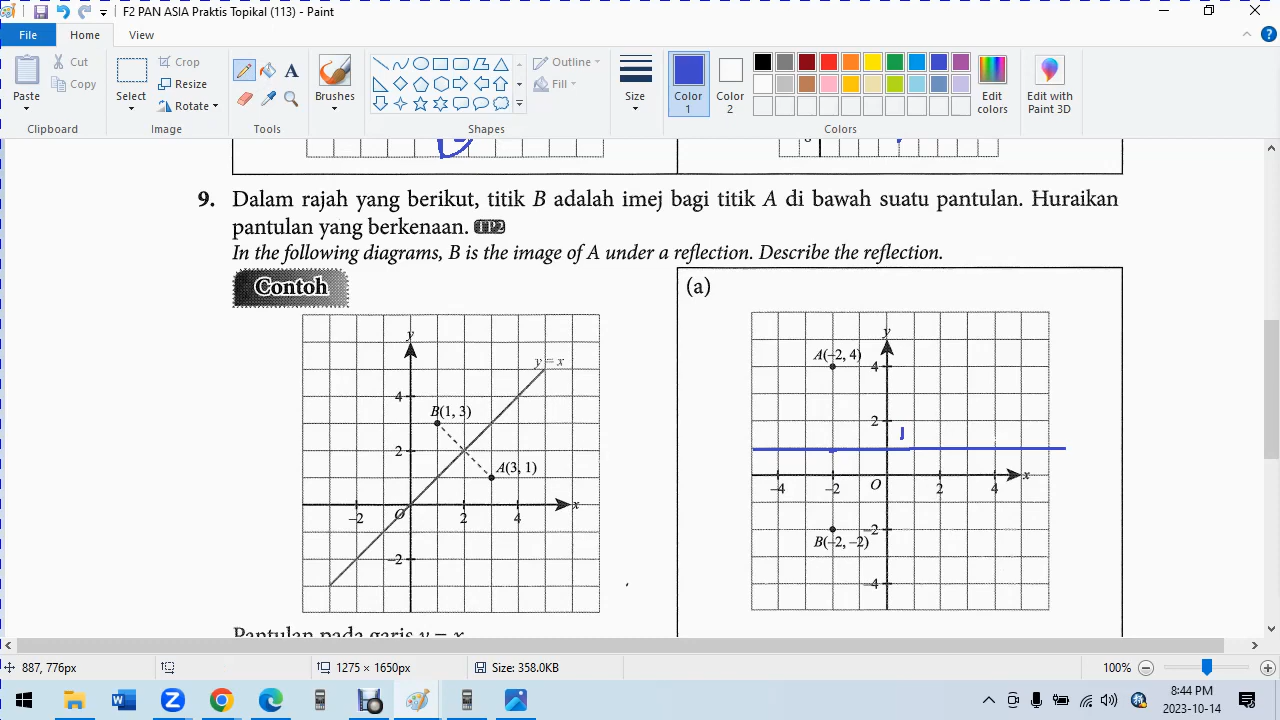 F2 PAN ASIA Praktis Topikal (113) - Paint
File Home View
Paste Cut Copy Clipboard
Select Crop Resize Rotate Image
Tools
Brushes
Outline Fill Shapes
Size
Color 1
Color 2
Colors
Edit colors
Edit with Paint 3D
9. Dalam rajah yang berikut, titik B adalah imej bagi titik A di bawah suatu pantulan. Huraikan
pantulan yang berkenaan. TP2
In the following diagrams, B is the image of A under a reflection. Describe the reflection.
Contoh
y
y = x
4
B(1, 3)
2
A(3, 1)
O
x
–2 2 4
–2
Pantulan pada garis y = x
(a)
y
A(–2, 4)
4
2
1
x
–4 –2 O 2 4
–2
B(–2, –2)
–4
887, 776px
1275 × 1650px
Size: 358.0KB
100%
8:44 PM
2023-10-14